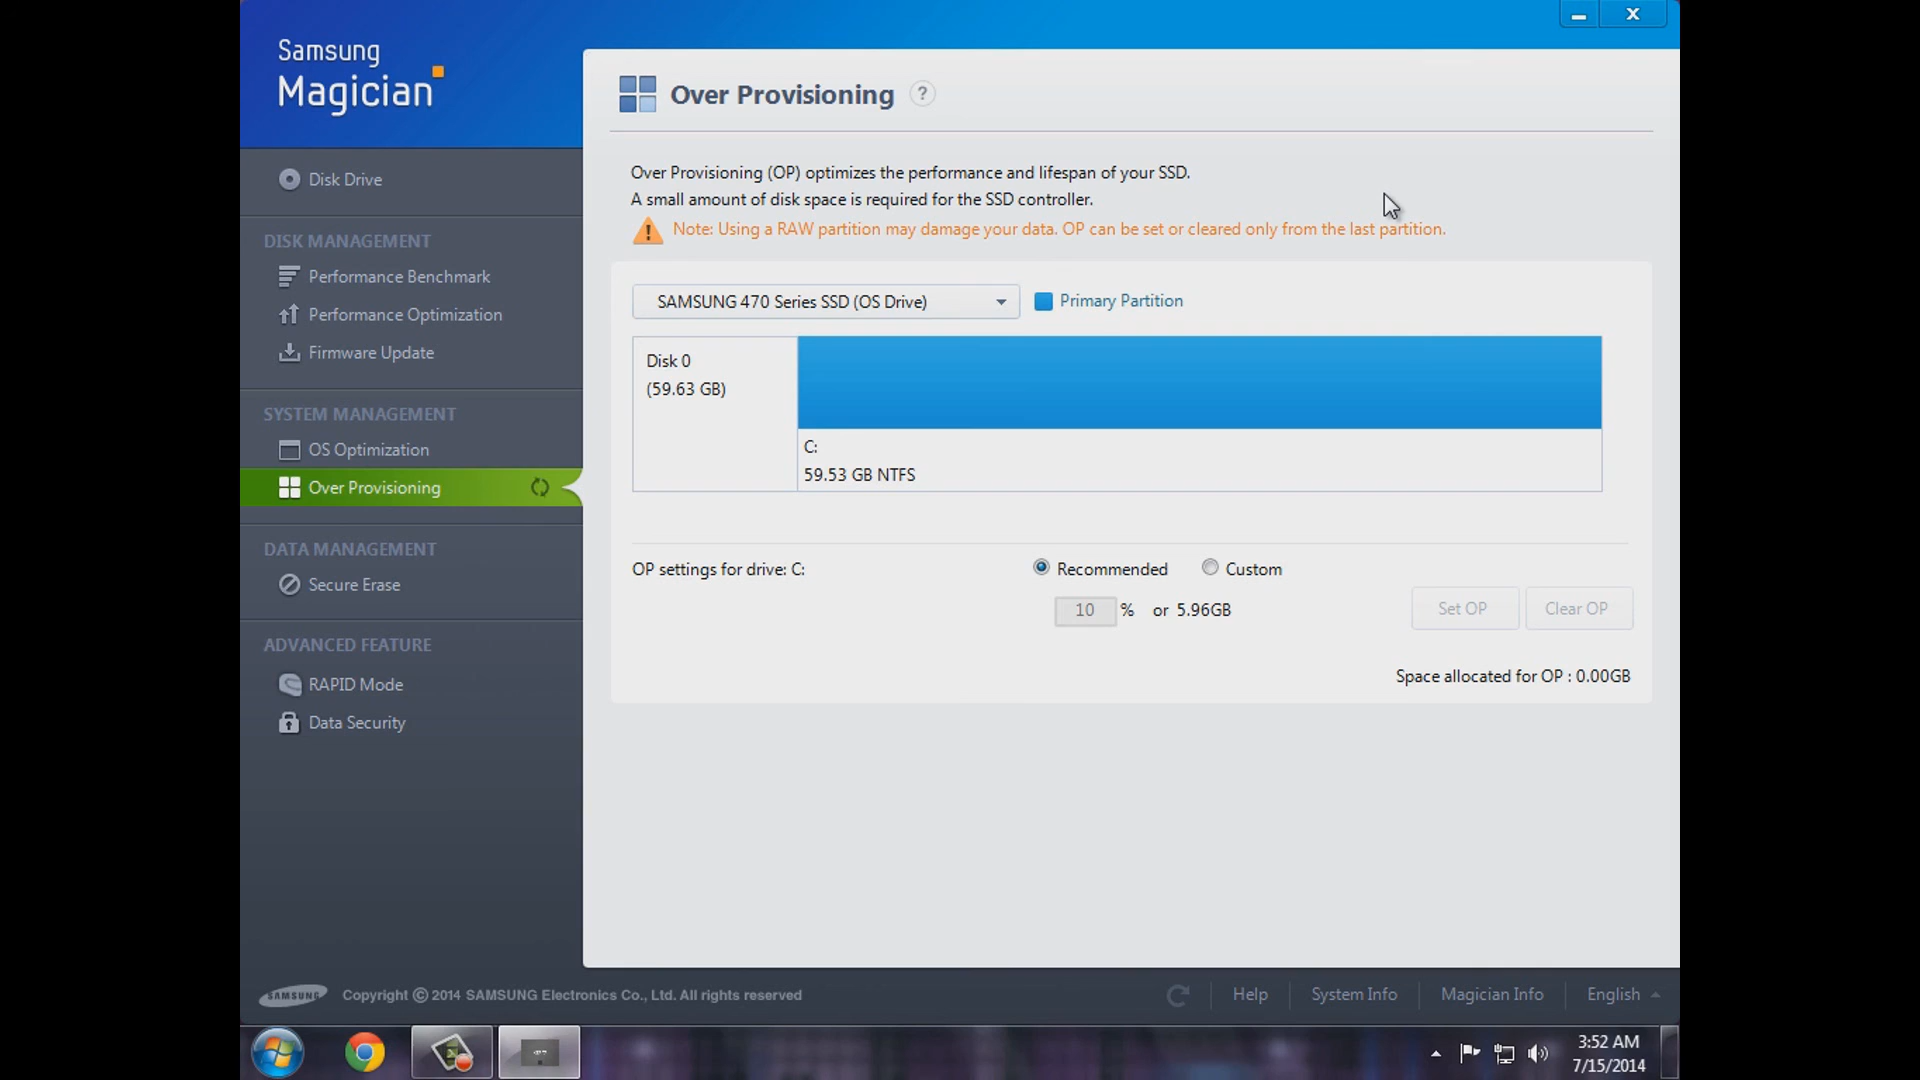 Samsung
Magician
Disk Drive
DISK MANAGEMENT
Performance Benchmark
Performance Optimization
Firmware Update
SYSTEM MANAGEMENT
OS Optimization
Over Provisioning
DATA MANAGEMENT
Secure Erase
ADVANCED FEATURE
RAPID Mode
Data Security
Over Provisioning ?
Over Provisioning (OP) optimizes the performance and lifespan of your SSD.
A small amount of disk space is required for the SSD controller.
Note: Using a RAW partition may damage your data. OP can be set or cleared only from the last partition.
SAMSUNG 470 Series SSD (OS Drive)
Primary Partition
Disk 0
(59.63 GB)
C:
59.53 GB NTFS
OP settings for drive: C:
Recommended
Custom
10 % or 5.96GB
Set OP
Clear OP
Space allocated for OP : 0.00GB
SAMSUNG
Copyright © 2014 SAMSUNG Electronics Co., Ltd. All rights reserved
Help
System Info
Magician Info
English
3:52 AM
7/15/2014